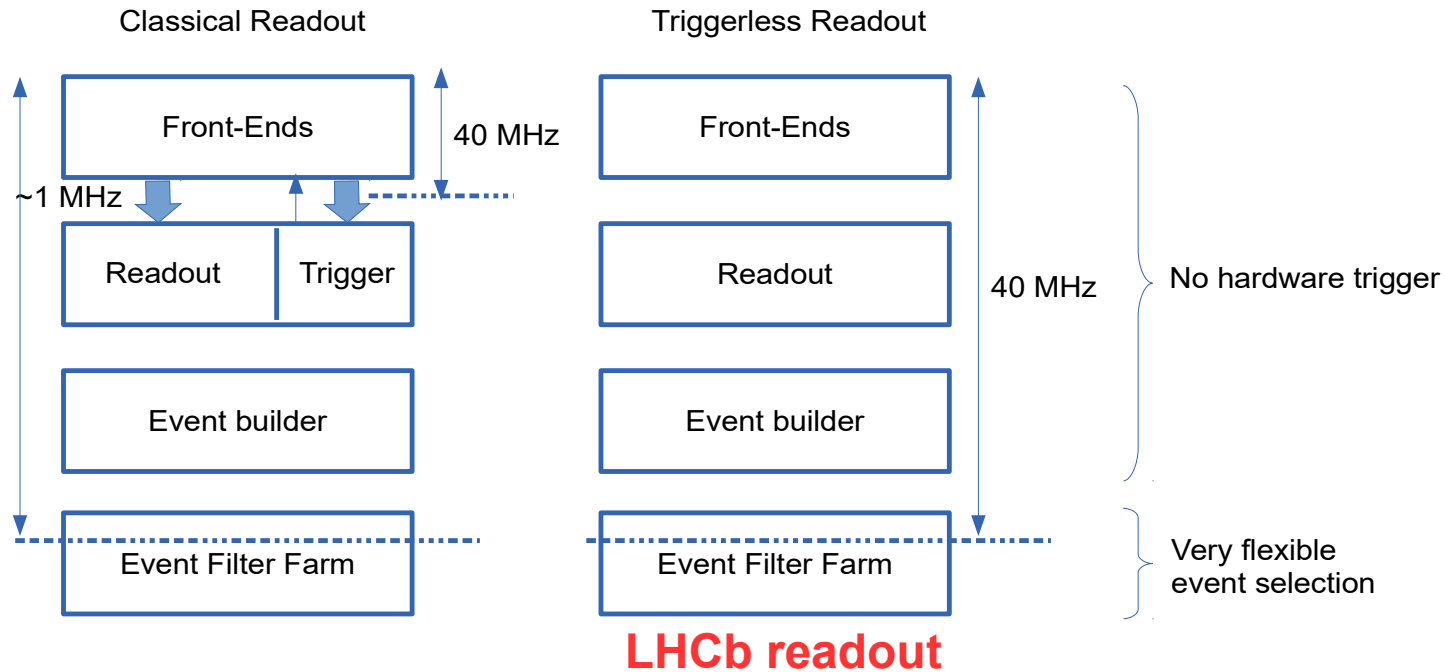 Classical Readout
Triggerless Readout
Front-Ends
40 MHz
~1 MHz
Readout
Trigger
Event builder
Event Filter Farm
Front-Ends
Readout
40 MHz
Event builder
Event Filter Farm
No hardware trigger
Very flexible
event selection
LHCb readout